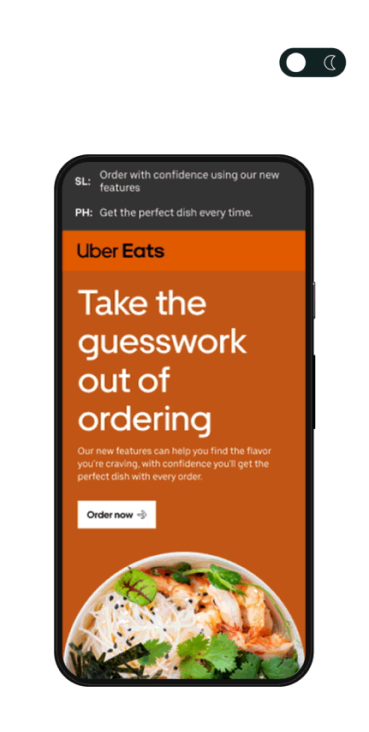 SL: Order with confidence using our new
features
PH: Get the perfect dish every time.
Uber Eats
Take the
guesswork
out of
ordering
Our new features can help you find the flavor
you're craving, with confidence you'll get the
perfect dish with every order.
Order now